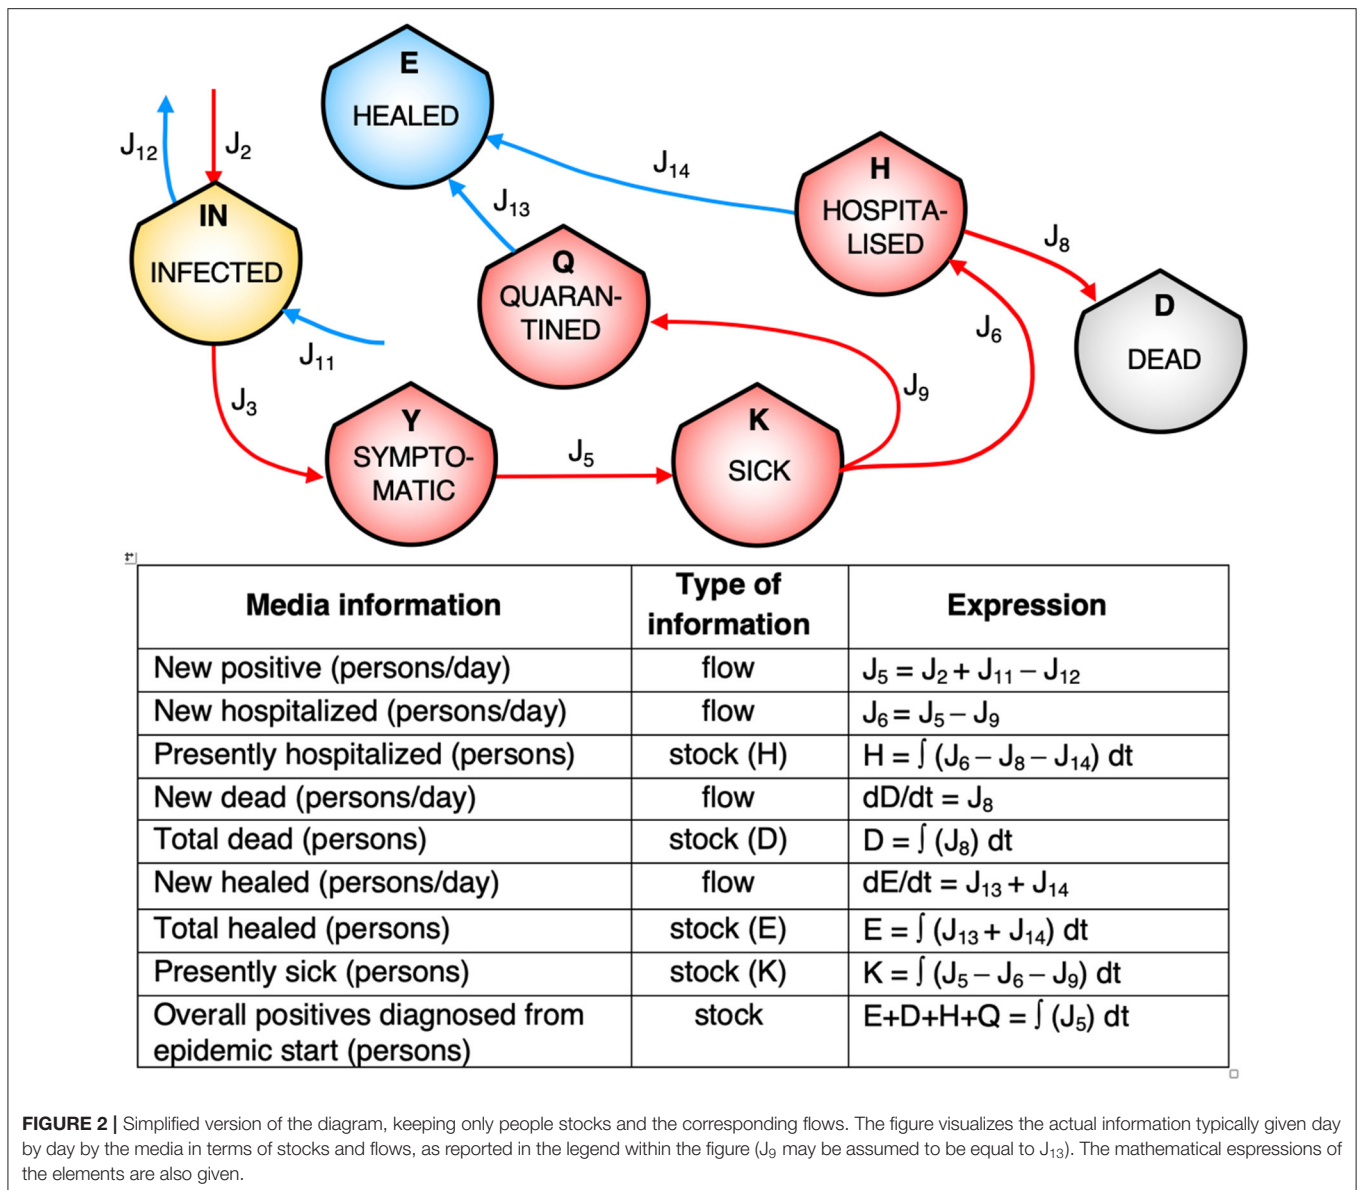 E
HEALED
J12
J2
J14
H
HOSPITA-
LISED
IN
INFECTED
J13
J8
Q
QUARAN-
TINED
D
DEAD
J6
J11
J3
J9
Y
SYMPTO-
MATIC
J5
K
SICK
Media information
Type of
information
Expression
New positive (persons/day) flow J5 = J2 + J11 – J12
New hospitalized (persons/day) flow J6 = J5 – J9
Presently hospitalized (persons) stock (H) H = ∫ (J6 – J8 – J14) dt
New dead (persons/day) flow dD/dt = J8
Total dead (persons) stock (D) D = ∫ (J8) dt
New healed (persons/day) flow dE/dt = J13 + J14
Total healed (persons) stock (E) E = ∫ (J13 + J14) dt
Presently sick (persons) stock (K) K = ∫ (J5 – J6 – J9) dt
Overall positives diagnosed from stock E+D+H+Q = ∫ (J5) dt
epidemic start (persons)
FIGURE 2 | Simplified version of the diagram, keeping only people stocks and the corresponding flows. The figure visualizes the actual information typically given day
by day by the media in terms of stocks and flows, as reported in the legend within the figure (J9 may be assumed to be equal to J13). The mathematical espressions of
the elements are also given.